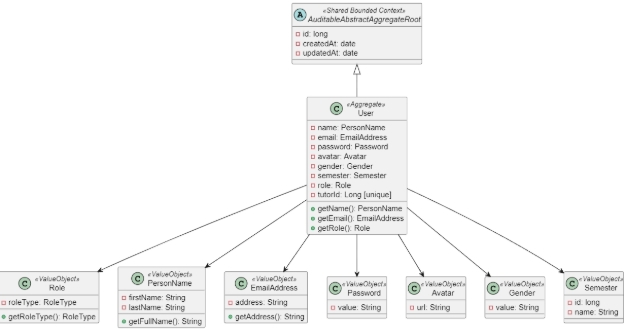 A
«Shared Bounded Context»
AuditableAbstractAggregateRoot
id: long
createdAt: date
updatedAt: date
C
«Aggregate»
User
name: PersonName
email: EmailAddress
password: Password
avatar: Avatar
gender: Gender
semester: Semester
role: Role
tutorId: Long [unique]
getName(): PersonName
getEmail(): EmailAddress
getRole(): Role
C
«ValueObject»
Role
roleType: RoleType
getRoleType(): RoleType
C
«ValueObject»
PersonName
firstName: String
lastName: String
getFullName(): String
C
«ValueObject»
EmailAddress
address: String
getAddress(): String
C
«ValueObject»
Password
value: String
C
«ValueObject»
Avatar
url: String
C
«ValueObject»
Gender
value: String
C
«ValueObject»
Semester
id: long
name: String